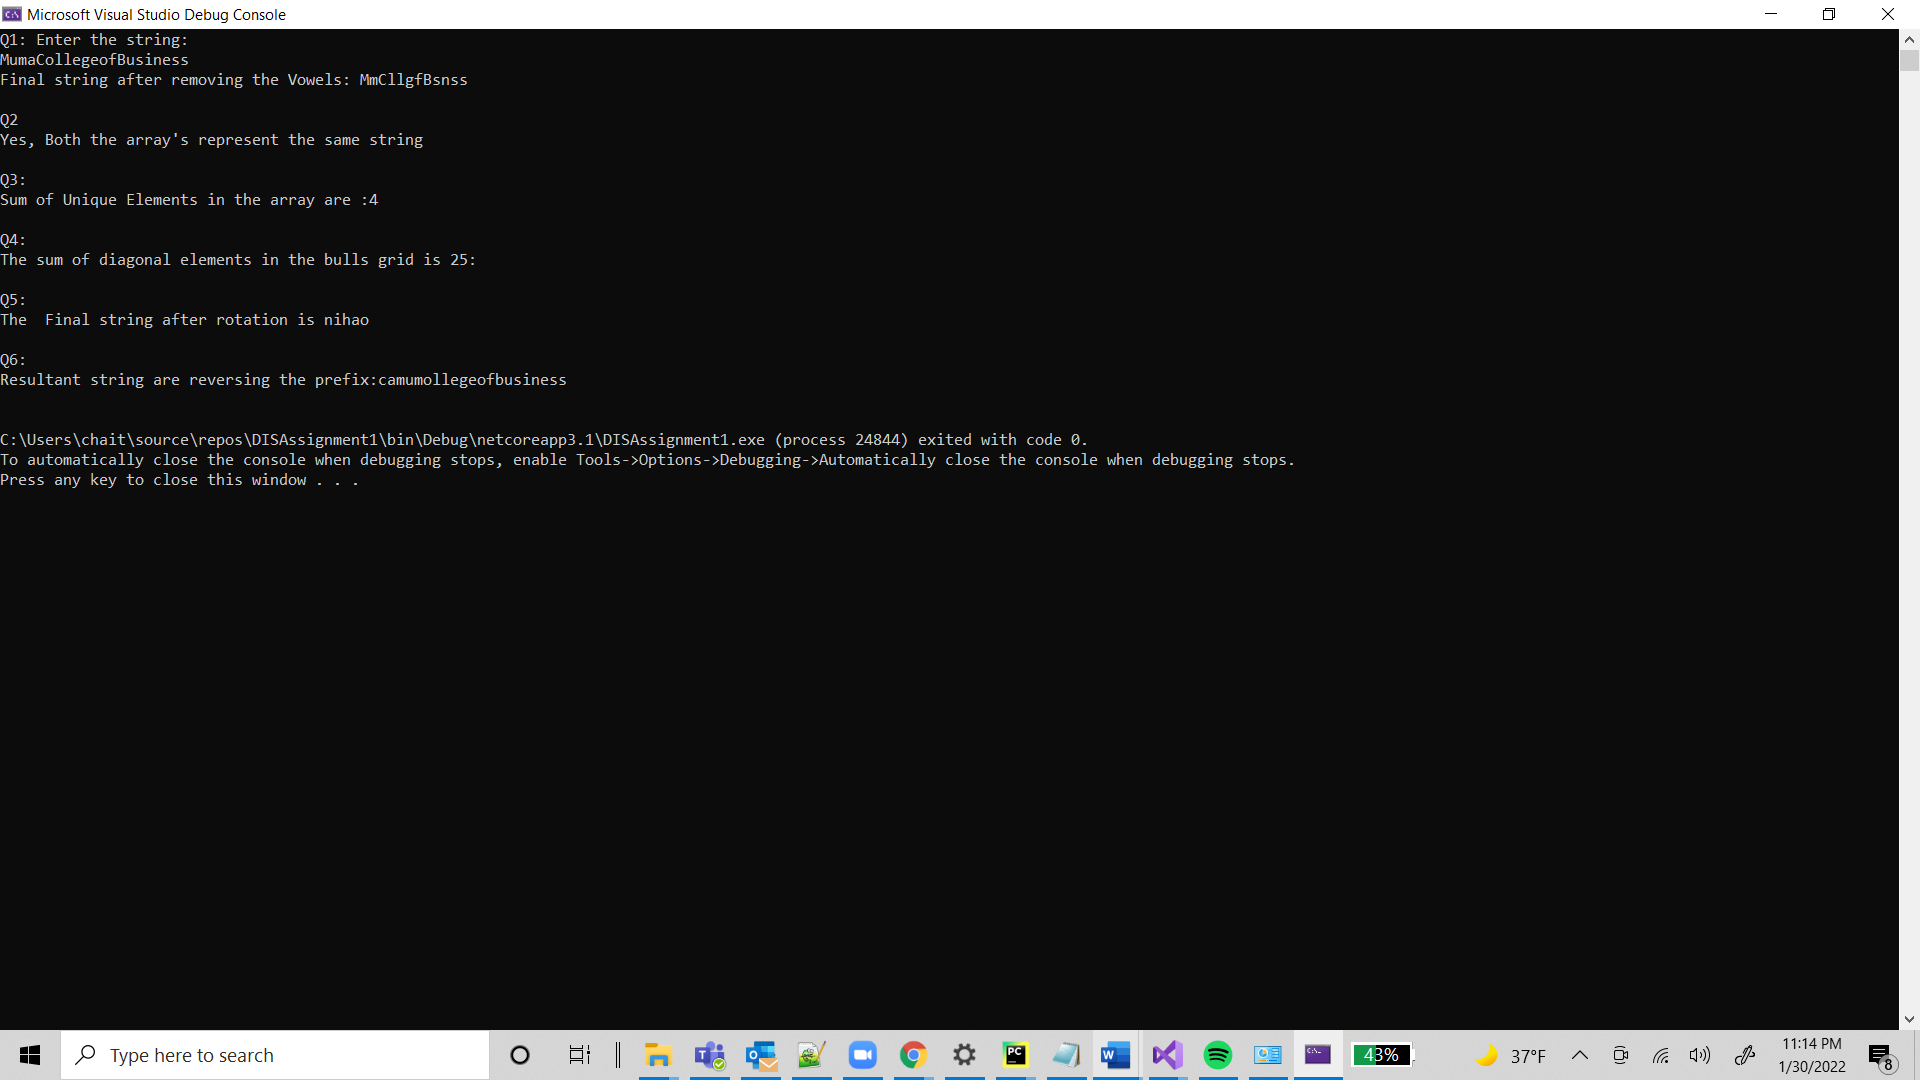 Microsoft Visual Studio Debug Console
Q1: Enter the string:
MumaCollegeofBusiness
Final string after removing the Vowels: MmCllgfBsnss
Q2
Yes, Both the array's represent the same string
Q3:
Sum of Unique Elements in the array are :4
Q4:
The sum of diagonal elements in the bulls grid is 25:
Q5:
The  Final string after rotation is nihao
Q6:
Resultant string are reversing the prefix:camumollegeofbusiness
C:\Users\chait\source\repos\DISAssignment1\bin\Debug\netcoreapp3.1\DISAssignment1.exe (process 24844) exited with code 0.
To automatically close the console when debugging stops, enable Tools->Options->Debugging->Automatically close the console when debugging stops.
Press any key to close this window . . .
Type here to search
PC
W
43%
37°F
11:14 PM
1/30/2022
8